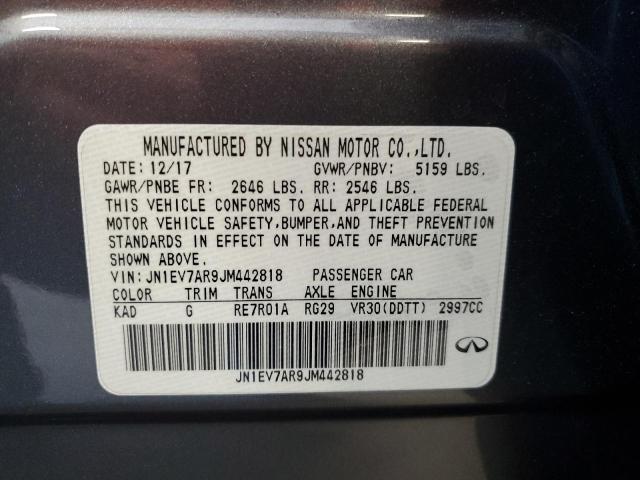 MANUFACTURED BY NISSAN MOTOR CO.,LTD.
DATE: 12/17 GVWR/PNBV: 5159 LBS.
GAWR/PNBE FR: 2646 LBS. RR: 2546 LBS.
THIS VEHICLE CONFORMS TO ALL APPLICABLE FEDERAL
MOTOR VEHICLE SAFETY,BUMPER,AND THEFT PREVENTION
STANDARDS IN EFFECT ON THE DATE OF MANUFACTURE
SHOWN ABOVE.
VIN: JN1EV7AR9JM442818 PASSENGER CAR
COLOR TRIM TRANS AXLE ENGINE
KAD G RE7R01A RG29 VR30(DDTT) 2997CC
JN1EV7AR9JM442818